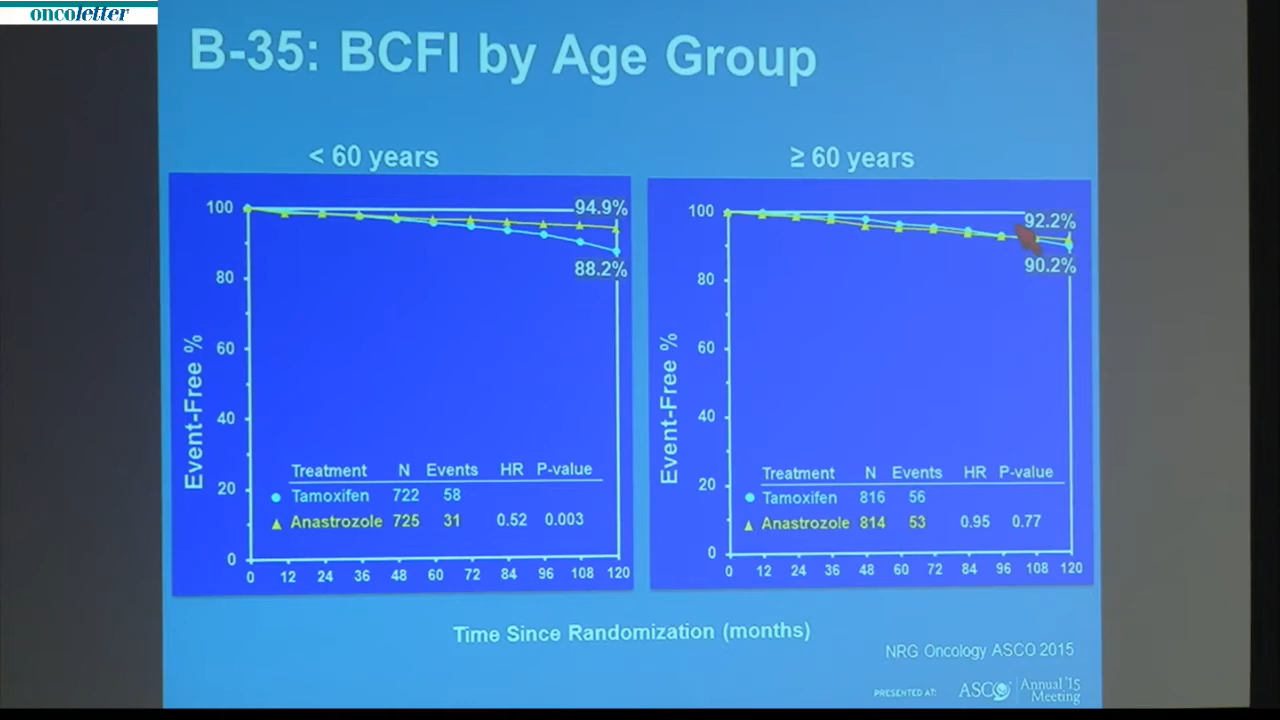 oncoletter
B-35: BCFI by Age Group
< 60 years
100
80
60
40
20
0
Event-Free %
94.9%
88.2%
Treatment N Events HR P-value
Tamoxifen 722 58
Anastrozole 725 31 0.52 0.003
0 12 24 36 48 60 72 84 96 108 120
≥ 60 years
100
80
60
40
20
0
Event-Free %
92.2%
90.2%
Treatment N Events HR P-value
Tamoxifen 816 56
Anastrozole 814 53 0.95 0.77
0 12 24 36 48 60 72 84 96 108 120
Time Since Randomization (months)
NRG Oncology ASCO 2015
PRESENTED AT: ASCO Annual '15
Meeting